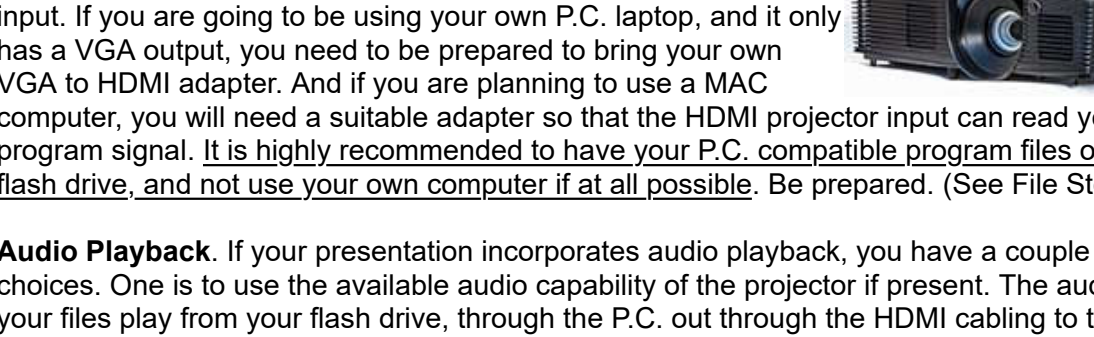 input. If you are going to be using your own P.C. laptop, and it only
has a VGA output, you need to be prepared to bring your own
VGA to HDMI adapter. And if you are planning to use a MAC
computer, you will need a suitable adapter so that the HDMI projector input can read
program signal. It is highly recommended to have your P.C. compatible program files
flash drive, and not use your own computer if at all possible. Be prepared. (See File
Audio Playback. If your presentation incorporates audio playback, you have a couple
choices. One is to use the available audio capability of the projector if present. The
your files play from your flash drive, through the P.C. out through the HDMI cabling to